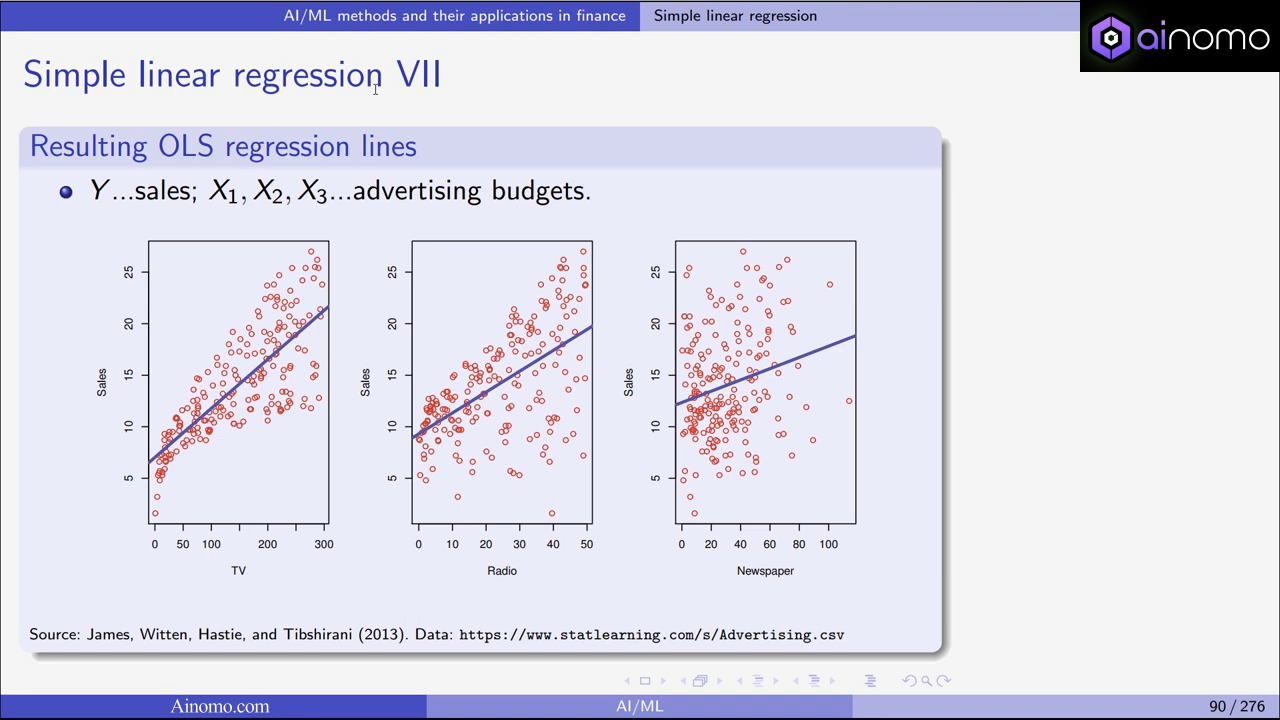 AI/ML methods and their applications in finance Simple linear regression
ainomo
Simple linear regression VII
Resulting OLS regression lines
Y...sales; X₁, X₂, X₃...advertising budgets.
Sales
5 10 15 20 25
0 50 100 200 300
TV
Sales
5 10 15 20 25
0 10 20 30 40 50
Radio
Sales
5 10 15 20 25
0 20 40 60 80 100
Newspaper
Source: James, Witten, Hastie, and Tibshirani (2013). Data: https://www.statlearning.com/s/Advertising.csv
Ainomo.com AI/ML 90 / 276